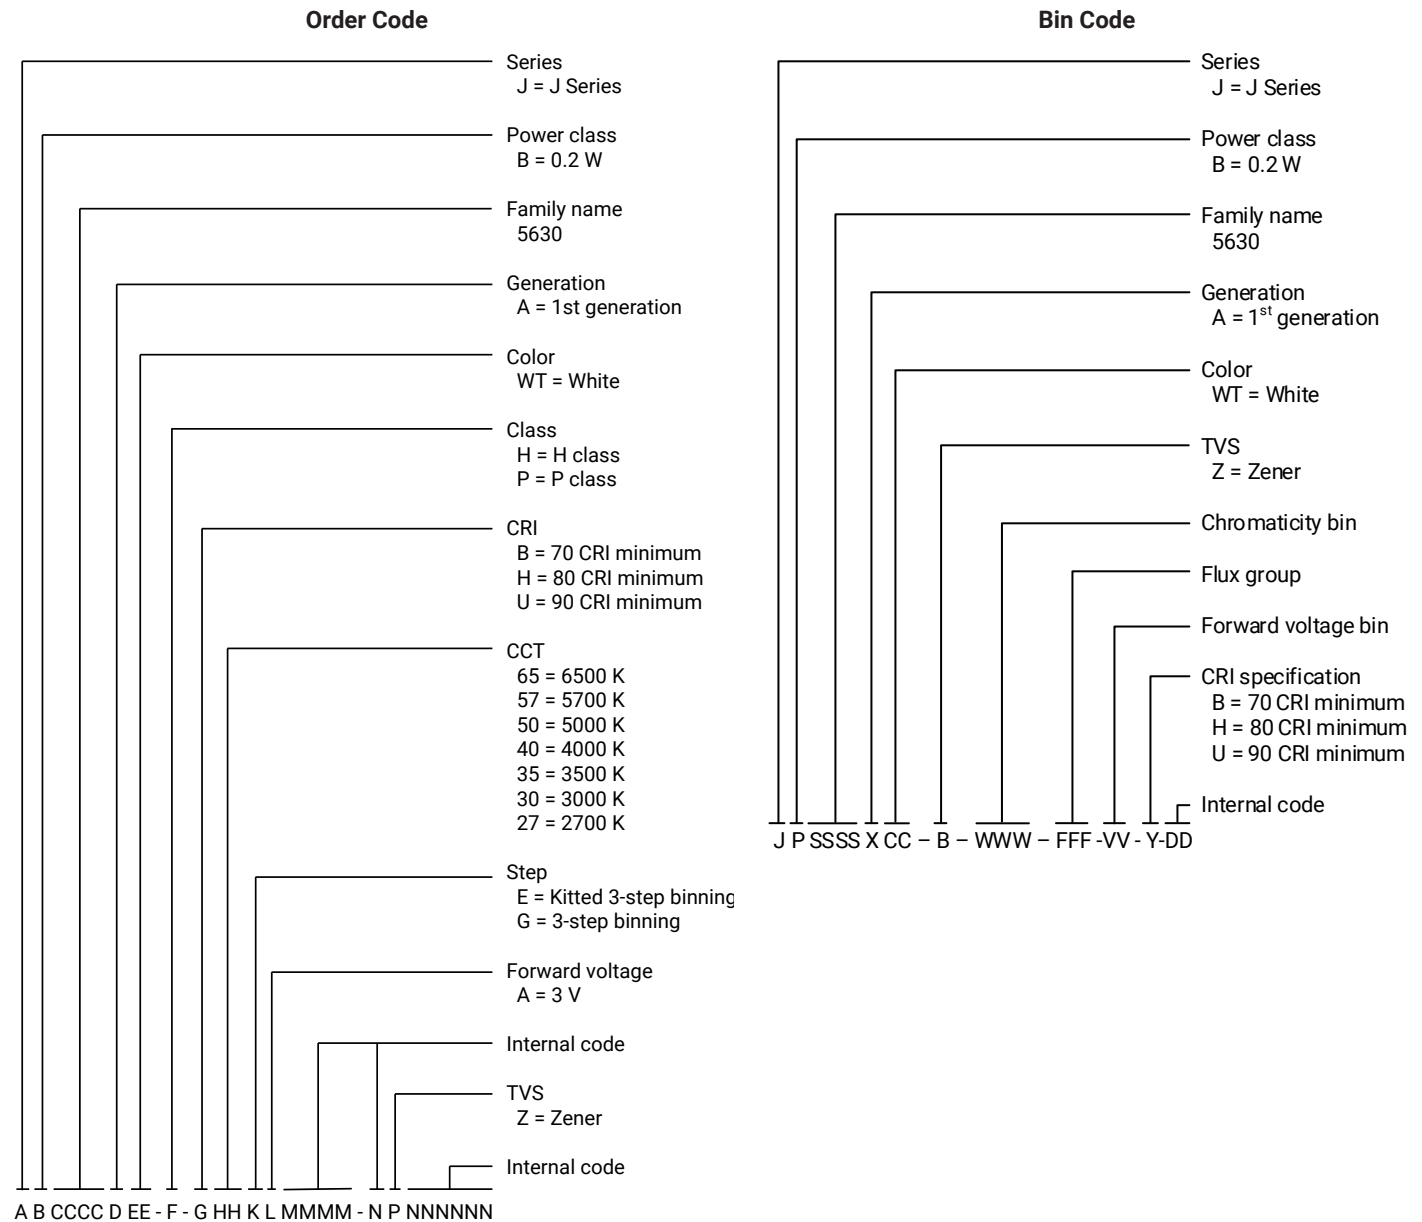 Order Code
Series
J = J Series
Power class
B = 0.2 W
Family name
5630
Generation
A = 1st generation
Color
WT = White
Class
H = H class
P = P class
CRI
B = 70 CRI minimum
H = 80 CRI minimum
U = 90 CRI minimum
CCT
65 = 6500 K
57 = 5700 K
50 = 5000 K
40 = 4000 K
35 = 3500 K
30 = 3000 K
27 = 2700 K
Step
E = Kitted 3-step binning
G = 3-step binning
Forward voltage
A = 3 V
Internal code
TVS
Z = Zener
Internal code
A B CCCC D EE - F - G HH K L MMMM - N P NNNNNN
Bin Code
Series
J = J Series
Power class
B = 0.2 W
Family name
5630
Generation
A = 1st generation
Color
WT = White
TVS
Z = Zener
Chromaticity bin
Flux group
Forward voltage bin
CRI specification
B = 70 CRI minimum
H = 80 CRI minimum
U = 90 CRI minimum
Internal code
J P SSSS X CC – B – WWW – FFF -VV - Y-DD